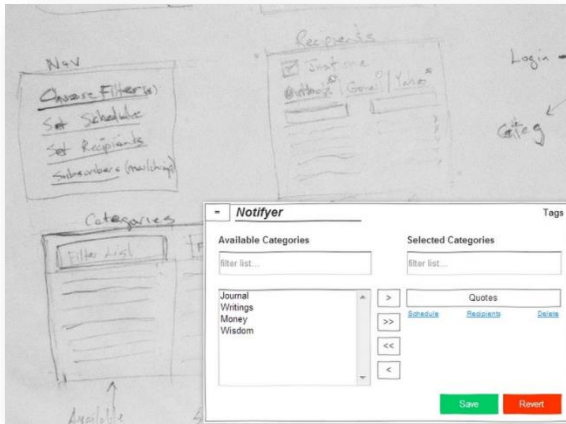 Nav
Choose Filter(s)
Set Schedules
Set Recipients
Subscribers (mailchimp)
Recipients
Just one
Outlook | Gmail | Yahoo
Login
Categories
Filter List
Available
- Notifyer
Tags
Available Categories
Selected Categories
filter list...
filter list...
Journal
Writings
Money
Wisdom
>
>>
<<
<
Quotes
Schedule Recipients Delete
Save Revert